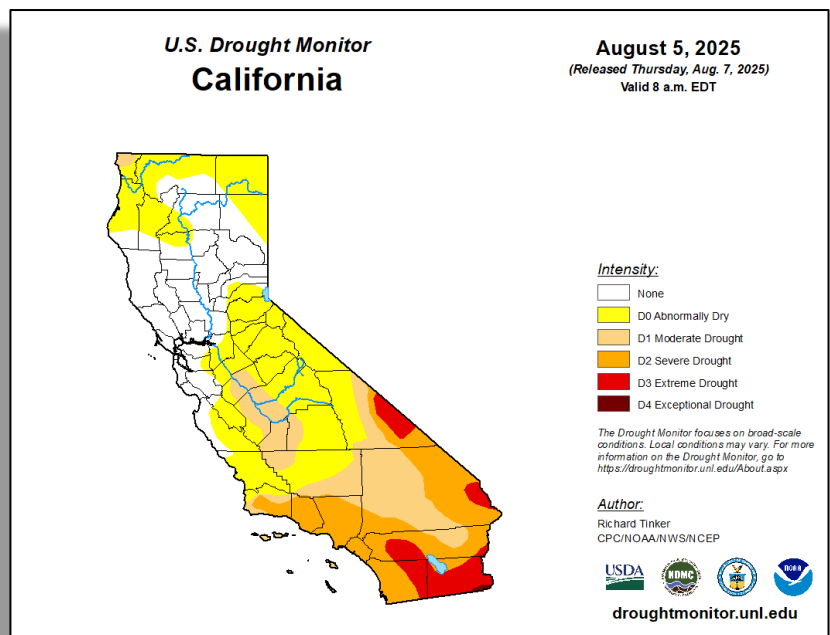 U.S. Drought Monitor
California
August 5, 2025
(Released Thursday, Aug. 7, 2025)
Valid 8 a.m. EDT
Intensity:
None
D0 Abnormally Dry
D1 Moderate Drought
D2 Severe Drought
D3 Extreme Drought
D4 Exceptional Drought
The Drought Monitor focuses on broad-scale
conditions. Local conditions may vary. For more
information on the Drought Monitor, go to
https://droughtmonitor.unl.edu/About.aspx
Author:
Richard Tinker
CPC/NOAA/NWS/NCEP
USDA
NDMC
NOAA
droughtmonitor.unl.edu